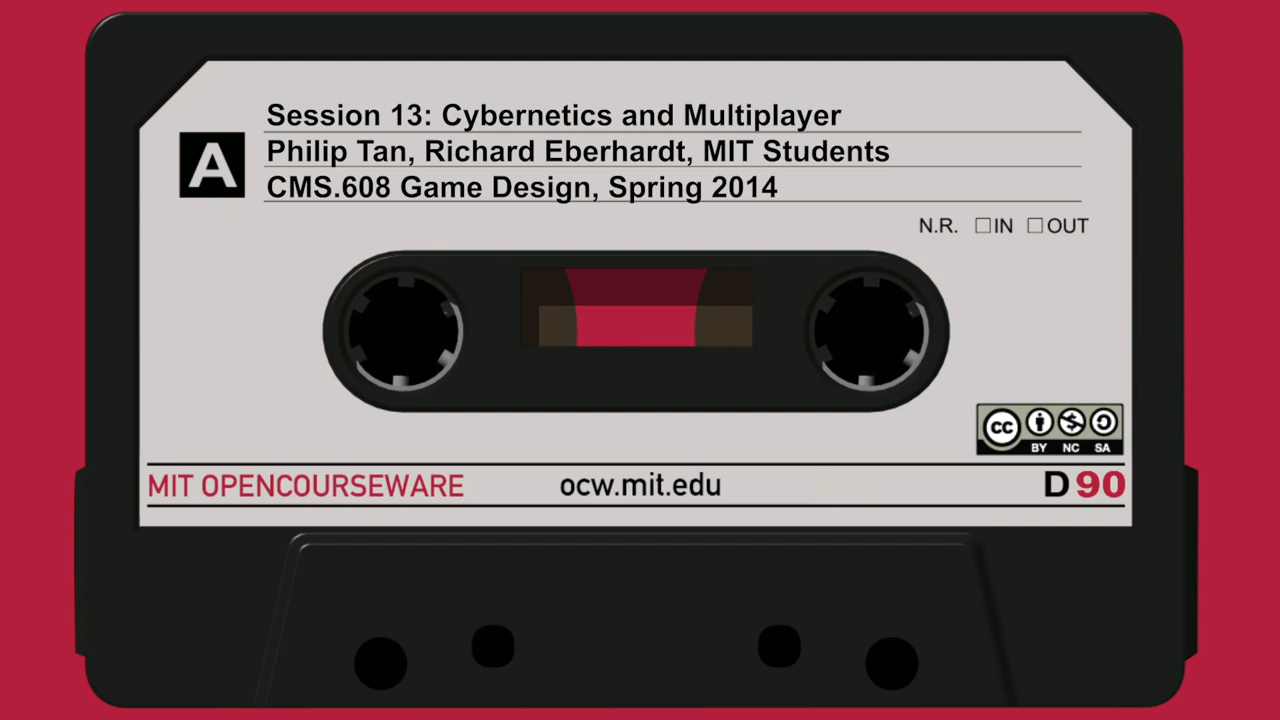 Session 13: Cybernetics and Multiplayer
A
Philip Tan, Richard Eberhardt, MIT Students
CMS.608 Game Design, Spring 2014
N.R. □IN □OUT
cc
BY NC SA
MIT OPENCOURSEWARE ocw.mit.edu D 90